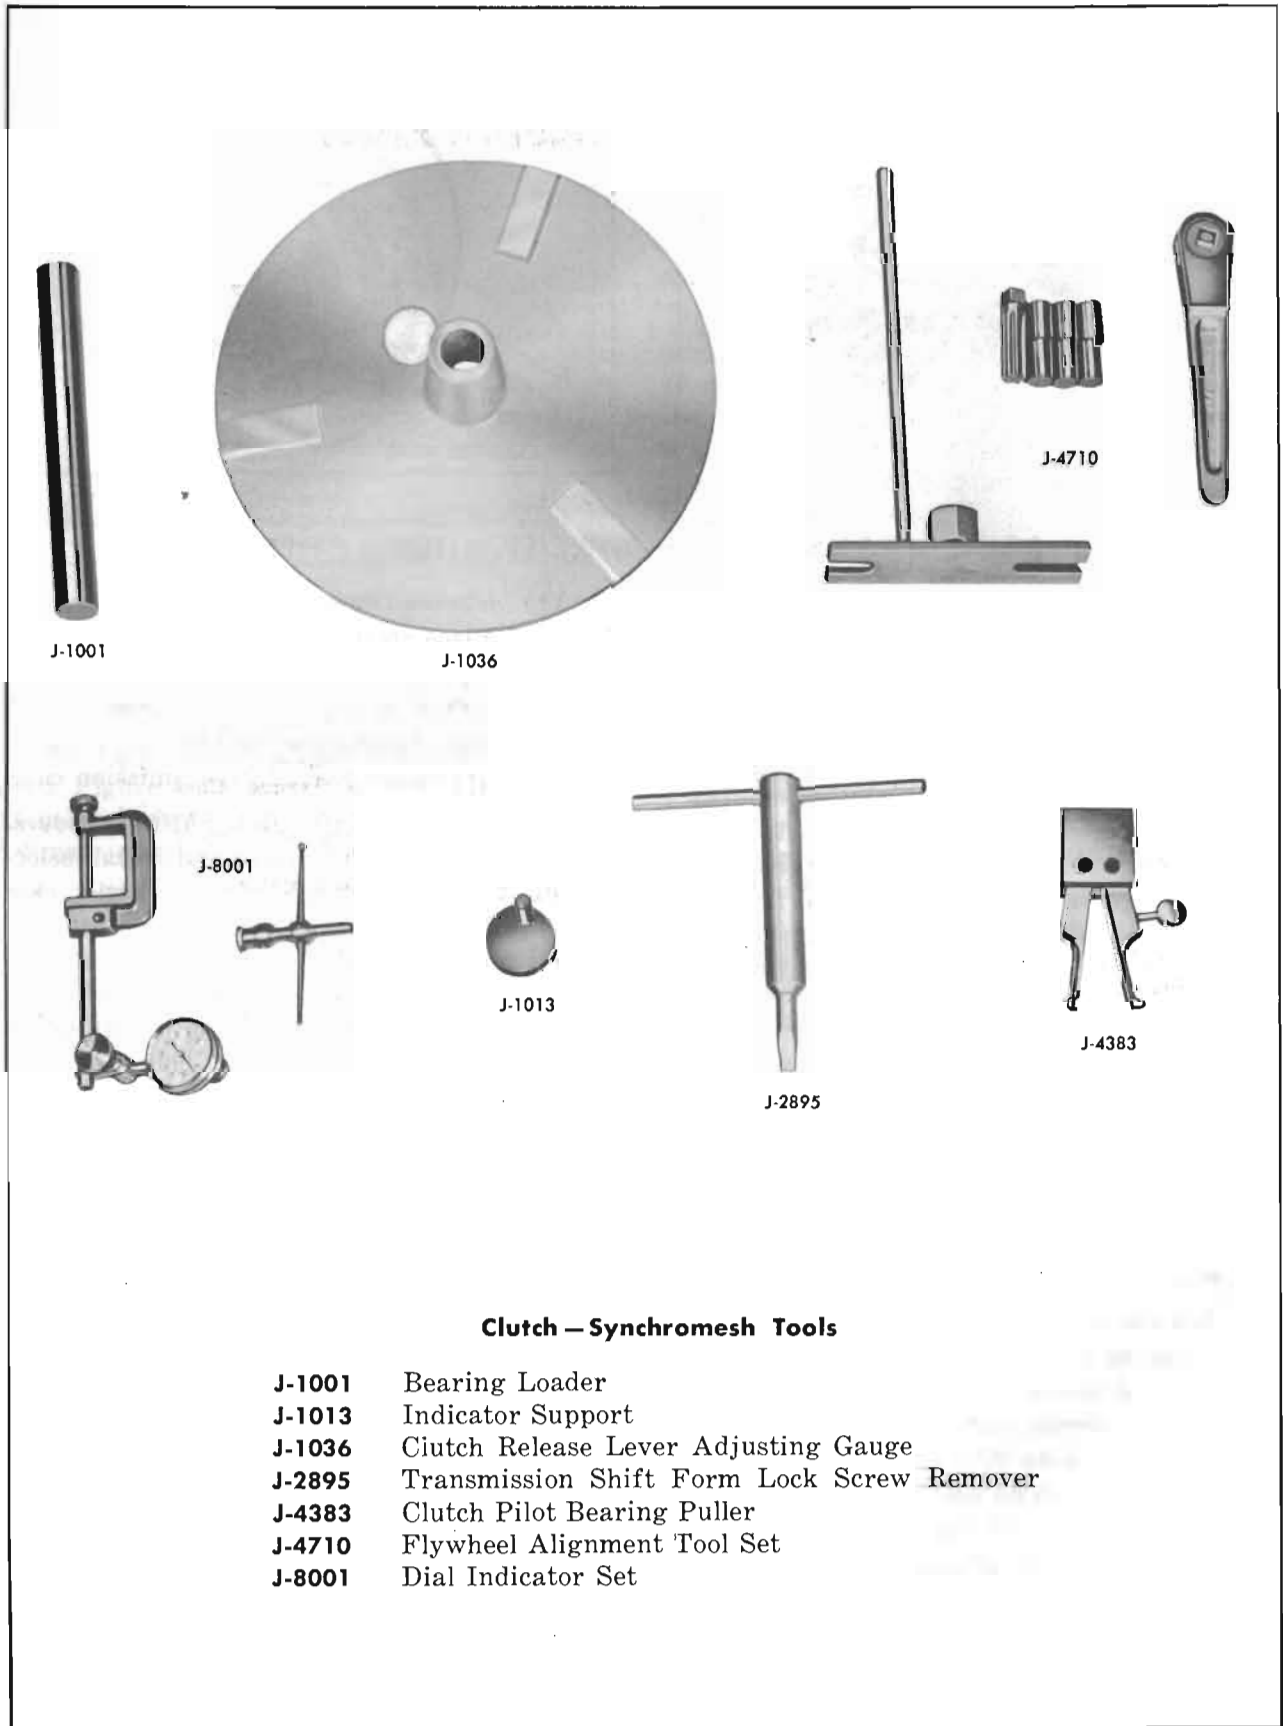 J-4710
J-1001
J-1036
J-8001
J-1013
J-4383
J-2895
Clutch — Synchromesh Tools
J-1001 Bearing Loader
J-1013 Indicator Support
J-1036 Ciutch Release Lever Adjusting Gauge
J-2895 Transmission Shift Form Lock Screw Remover
J-4383 Clutch Pilot Bearing Puller
J-4710 Flywheel Alignment Tool Set
J-8001 Dial Indicator Set